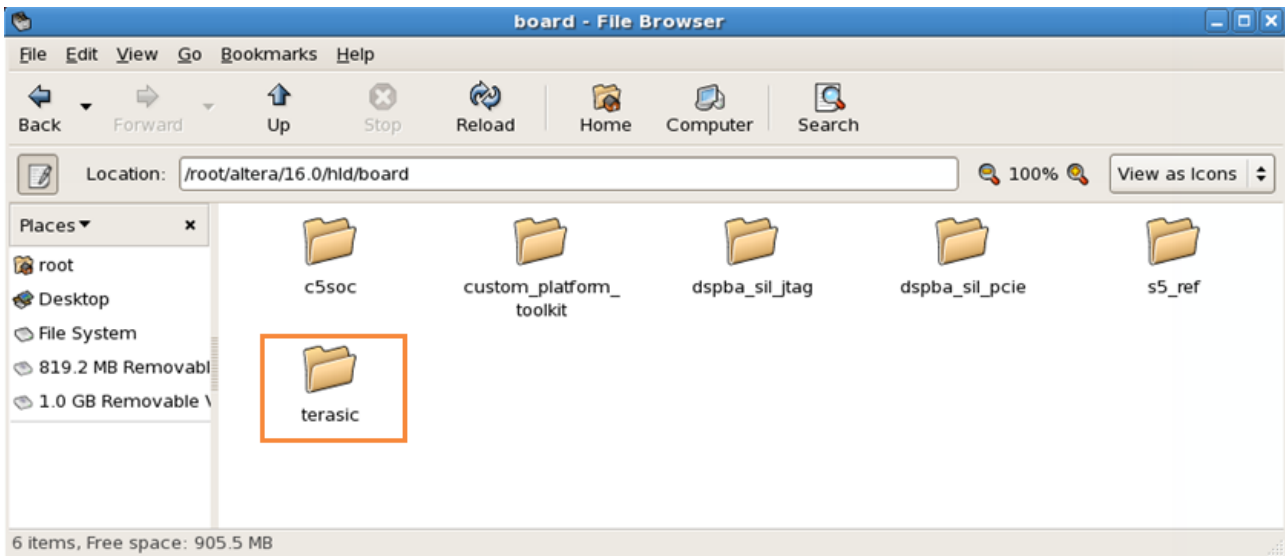 board - File Browser
File Edit View Go Bookmarks Help
Back Forward Up Stop Reload Home Computer Search
Location: /root/altera/16.0/hld/board 100% View as Icons
Places
root
Desktop
File System
819.2 MB Removabl
1.0 GB Removable
c5soc custom_platform_ dspba_sil_jtag dspba_sil_pcie s5_ref
toolkit
terasic
6 items, Free space: 905.5 MB